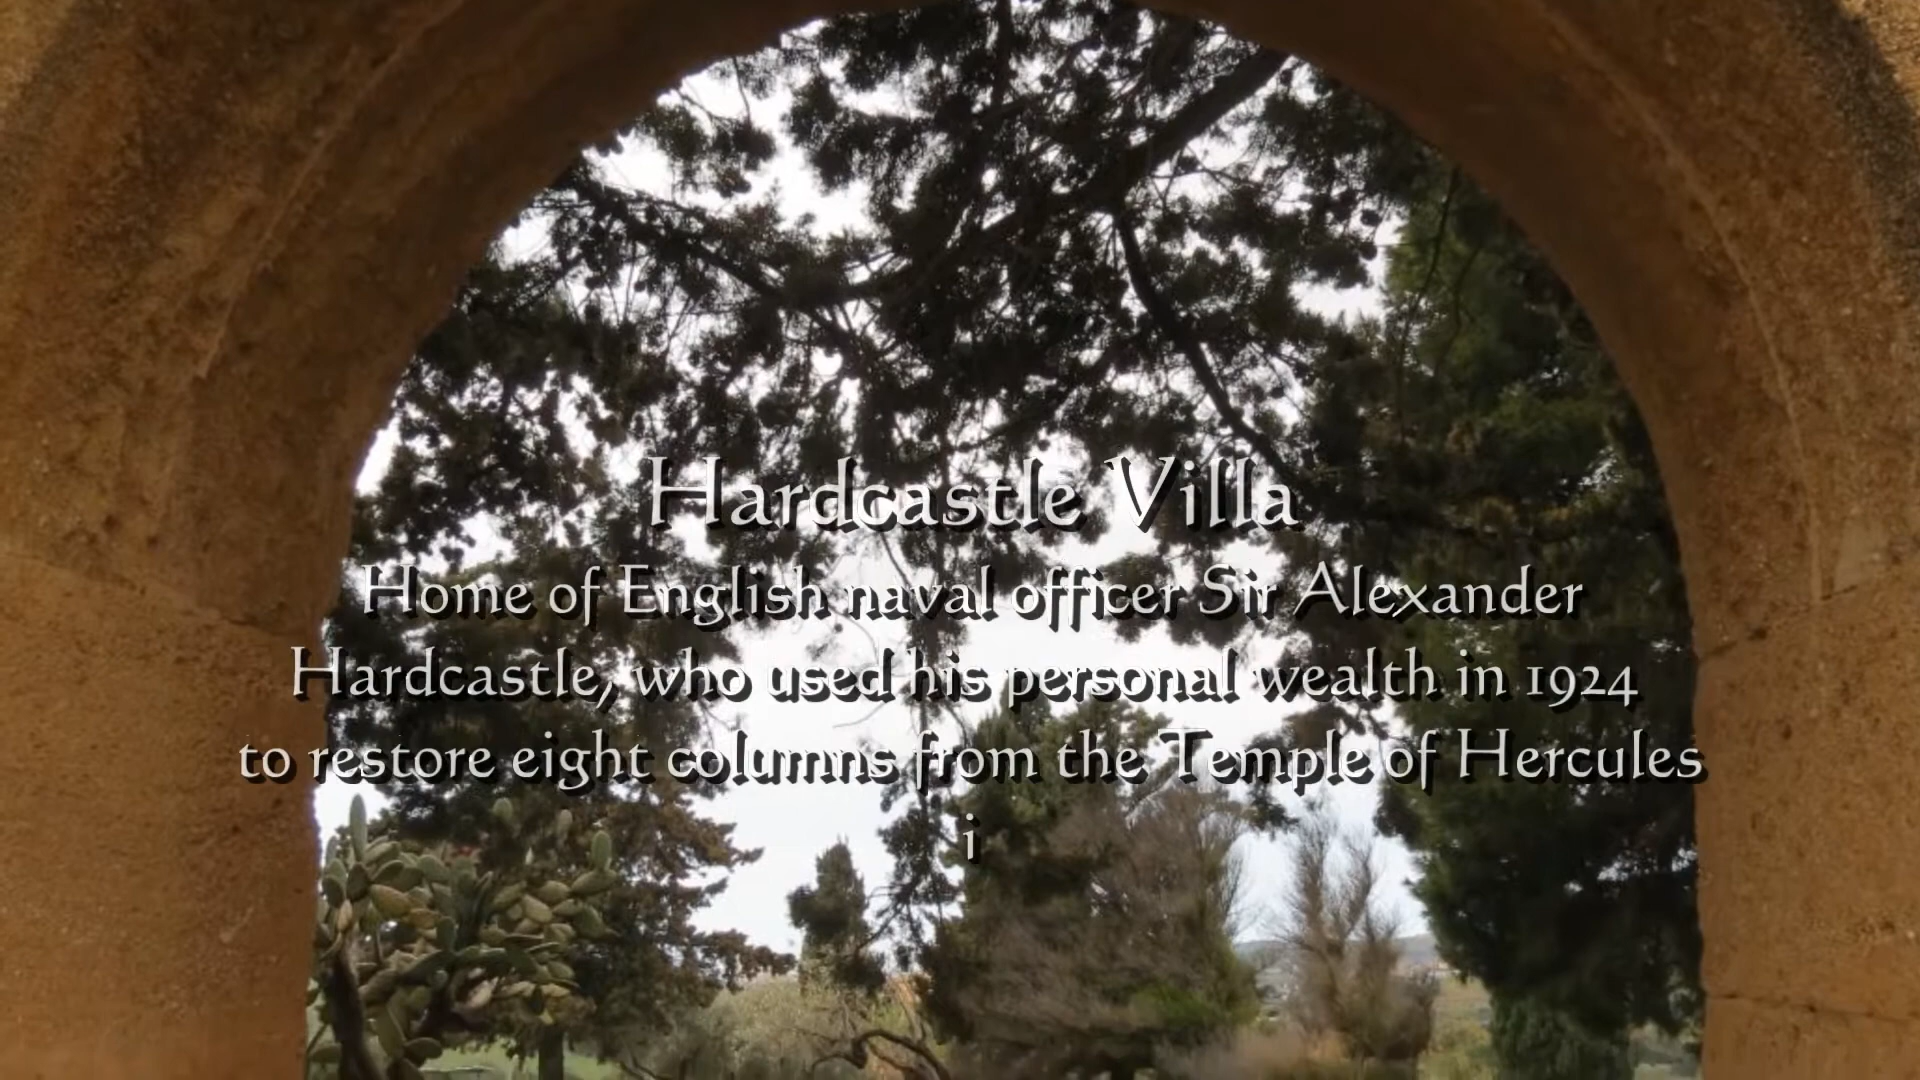 Hardcastle Villa
Home of English naval officer Sir Alexander
Hardcastle, who used his personal wealth in 1924
to restore eight columns from the Temple of Hercules
i